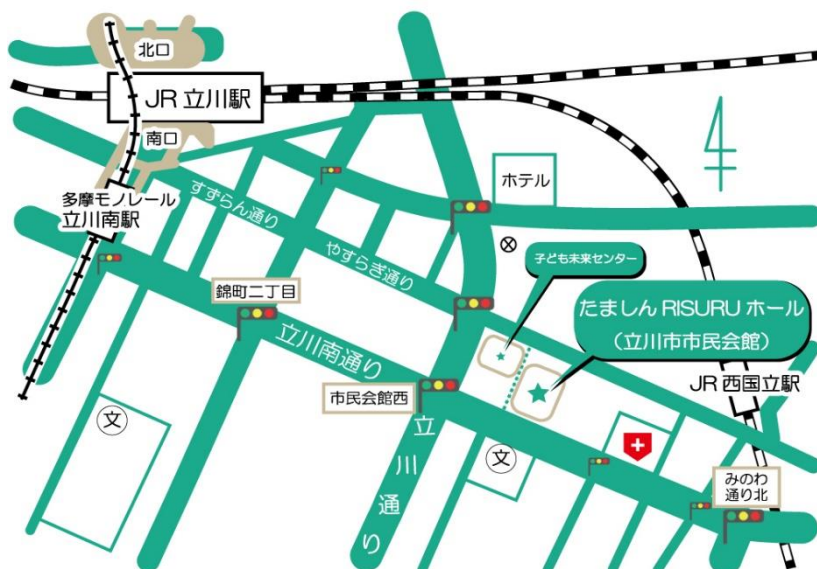 北口
JR 立川駅
南口
多摩モノレール
立川南駅
ホテル
すずらん通り
やすらぎ通り
子ども未来センター
たましん RISURU ホール
(立川市市民会館)
錦町二丁目
立川南通り
市民会館西
JR 西国立駅
文
立川通り
文
みのわ
通り北